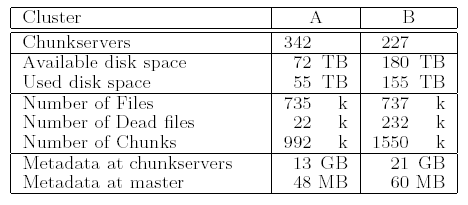 Cluster A B
Chunkservers 342 227
Available disk space 72 TB 180 TB
Used disk space 55 TB 155 TB
Number of Files 735 k 737 k
Number of Dead files 22 k 232 k
Number of Chunks 992 k 1550 k
Metadata at chunkservers 13 GB 21 GB
Metadata at master 48 MB 60 MB